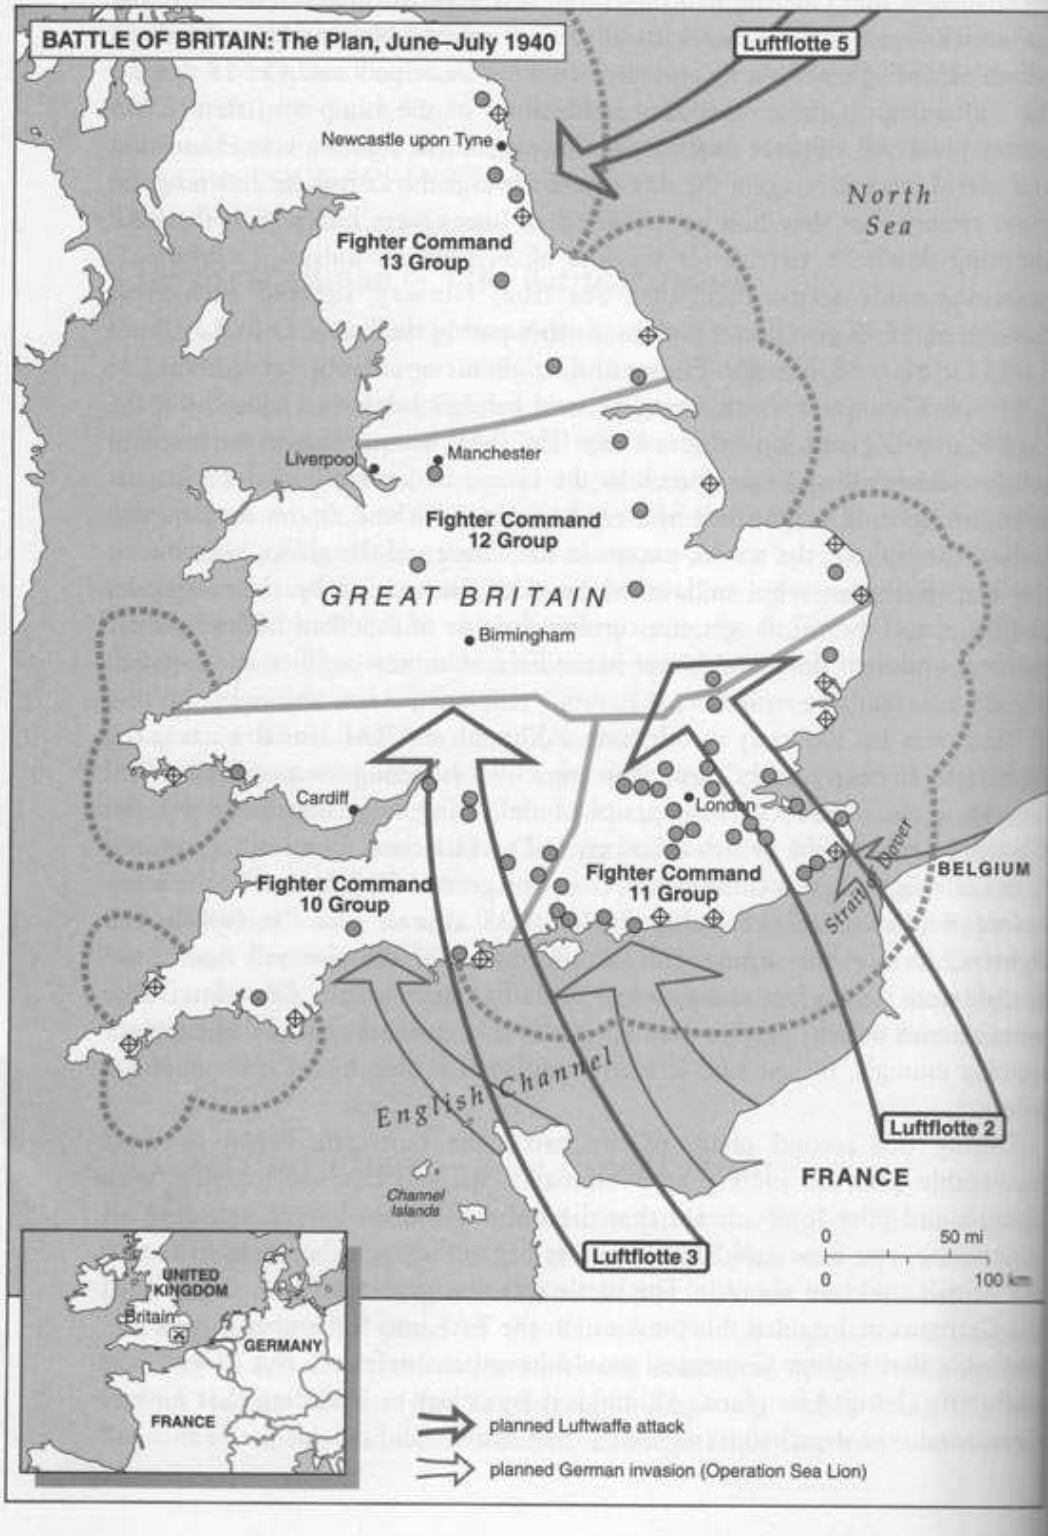 BATTLE OF BRITAIN: The Plan, June–July 1940
Luftflotte 5
Newcastle upon Tyne
North
Sea
Fighter Command
13 Group
Liverpool
Manchester
Fighter Command
12 Group
GREAT BRITAIN
Birmingham
Cardiff
London
Strait of Dover
BELGIUM
Fighter Command
10 Group
Fighter Command
11 Group
English Channel
Luftflotte 2
FRANCE
Channel
Islands
Luftflotte 3
0 50 mi
0 100 km
UNITED
KINGDOM
Britain
GERMANY
FRANCE
planned Luftwaffe attack
planned German invasion (Operation Sea Lion)